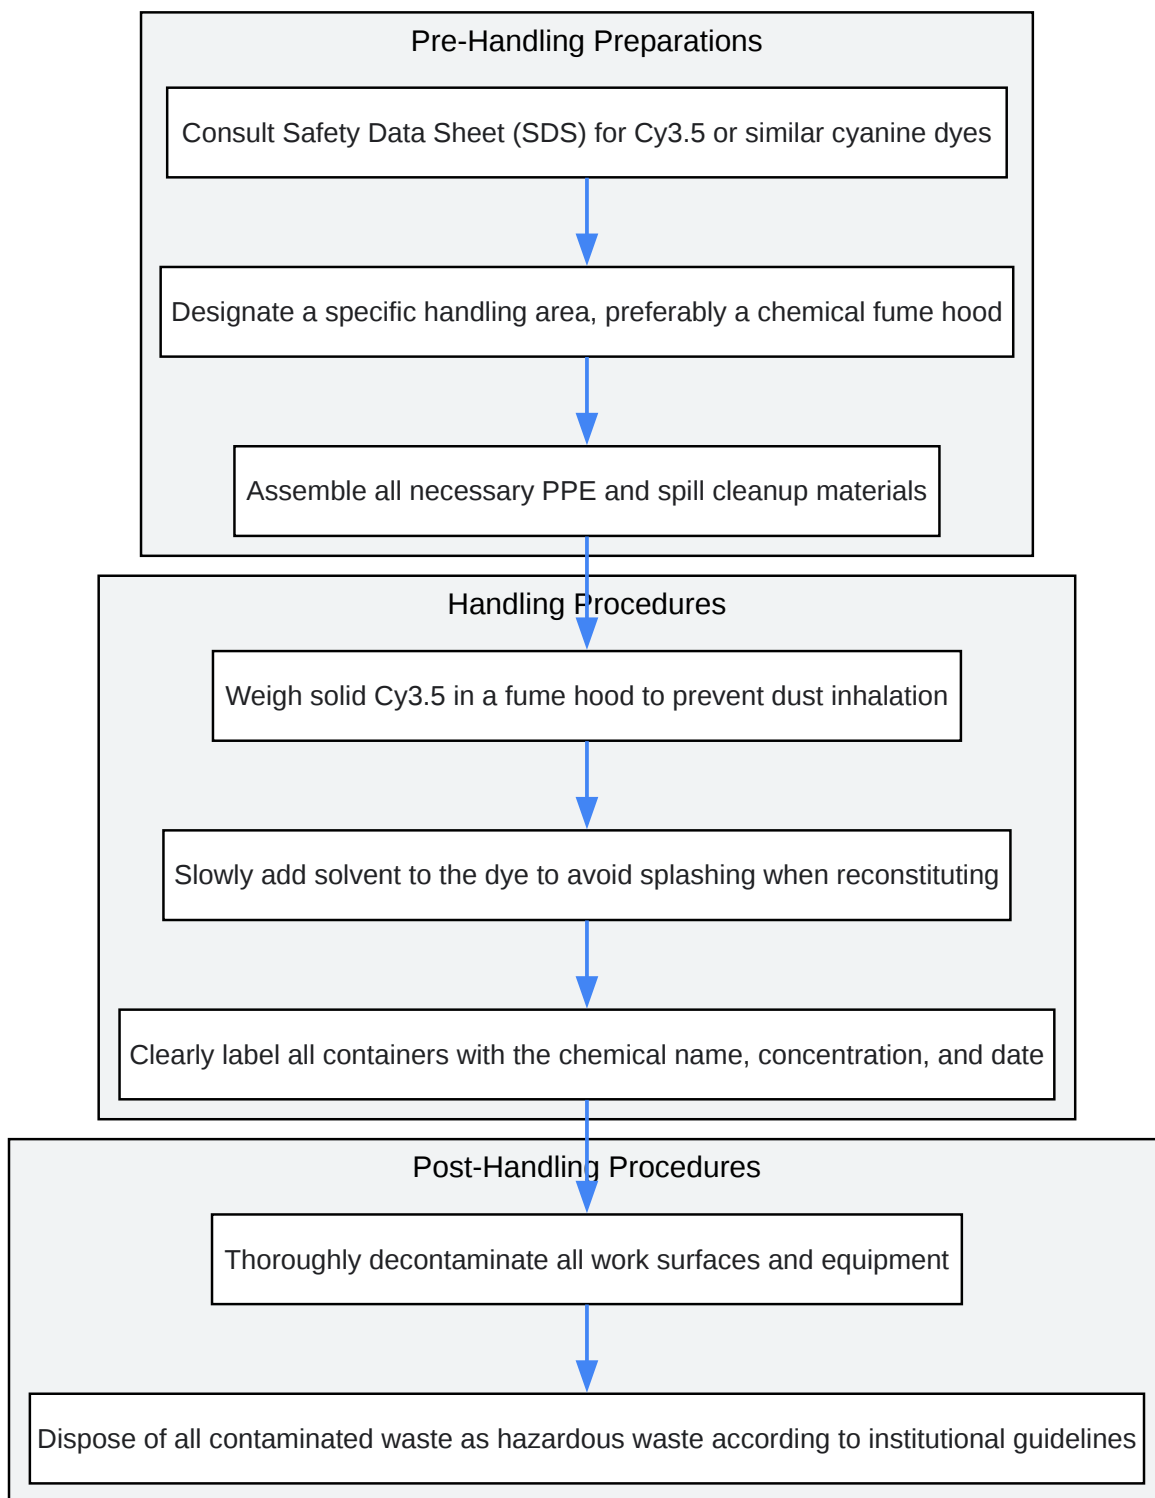 Pre-Handling Preparations
Consult Safety Data Sheet (SDS) for Cy3.5 or similar cyanine dyes
Designate a specific handling area, preferably a chemical fume hood
Assemble all necessary PPE and spill cleanup materials
Handling Procedures
Weigh solid Cy3.5 in a fume hood to prevent dust inhalation
Slowly add solvent to the dye to avoid splashing when reconstituting
Clearly label all containers with the chemical name, concentration, and date
Post-Handling Procedures
Thoroughly decontaminate all work surfaces and equipment
Dispose of all contaminated waste as hazardous waste according to institutional guidelines